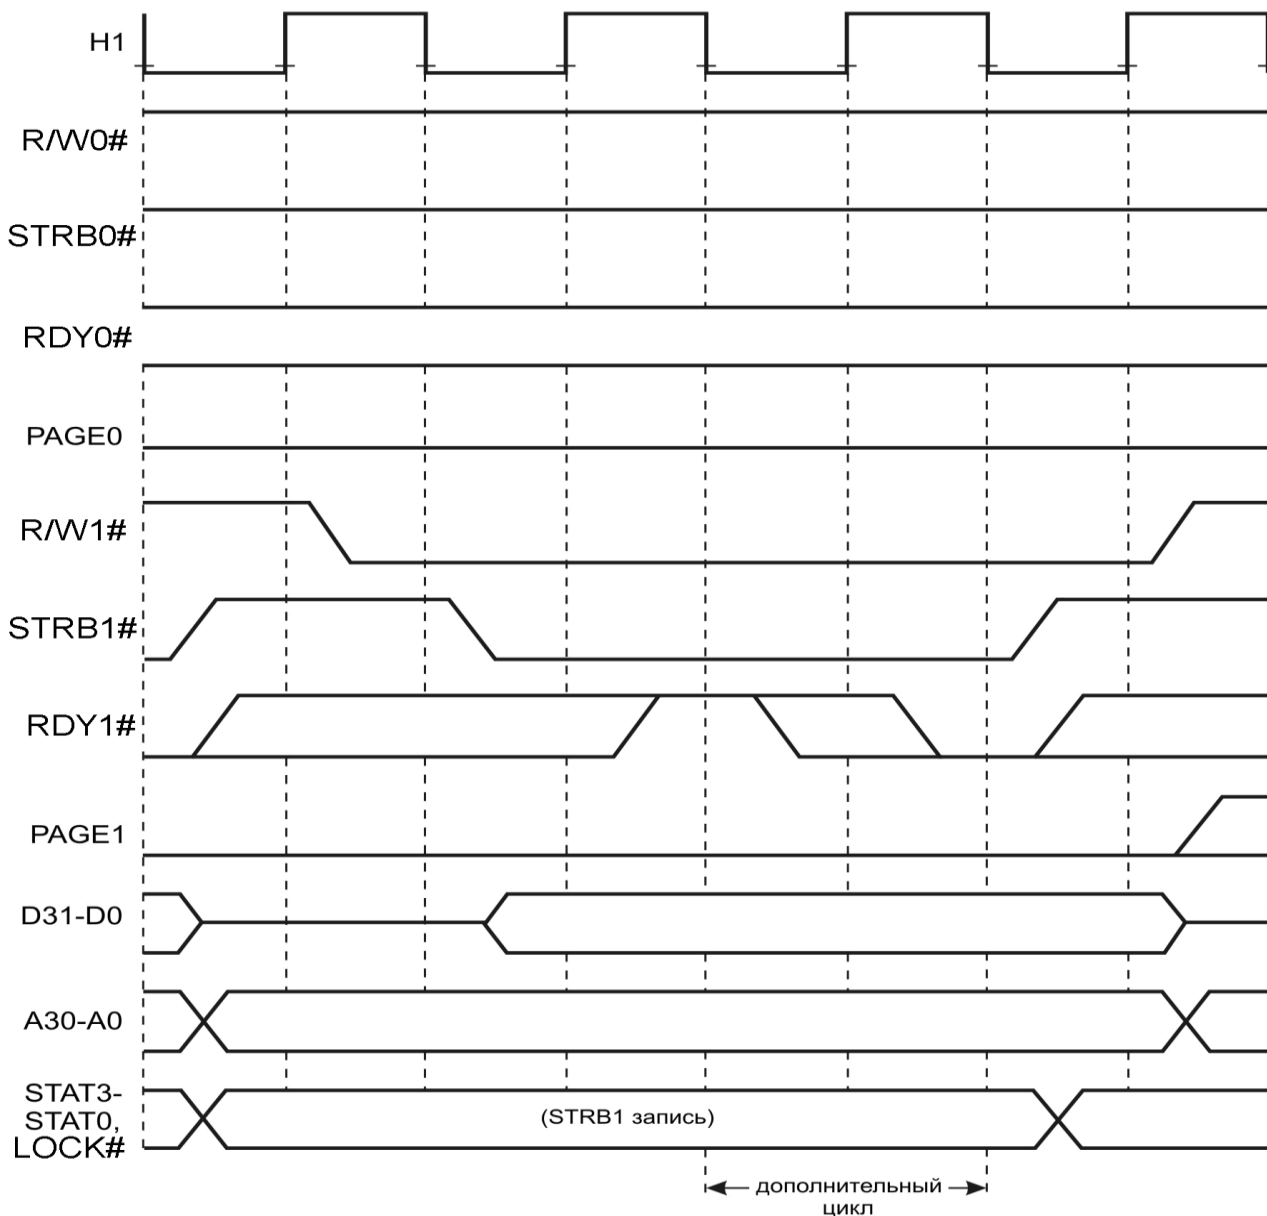 H1
R/W0#
STRB0#
RDY0#
PAGE0
R/W1#
STRB1#
RDY1#
PAGE1
D31-D0
A30-A0
STAT3-
STAT0,
LOCK#
(STRB1 запись)
дополнительный
цикл